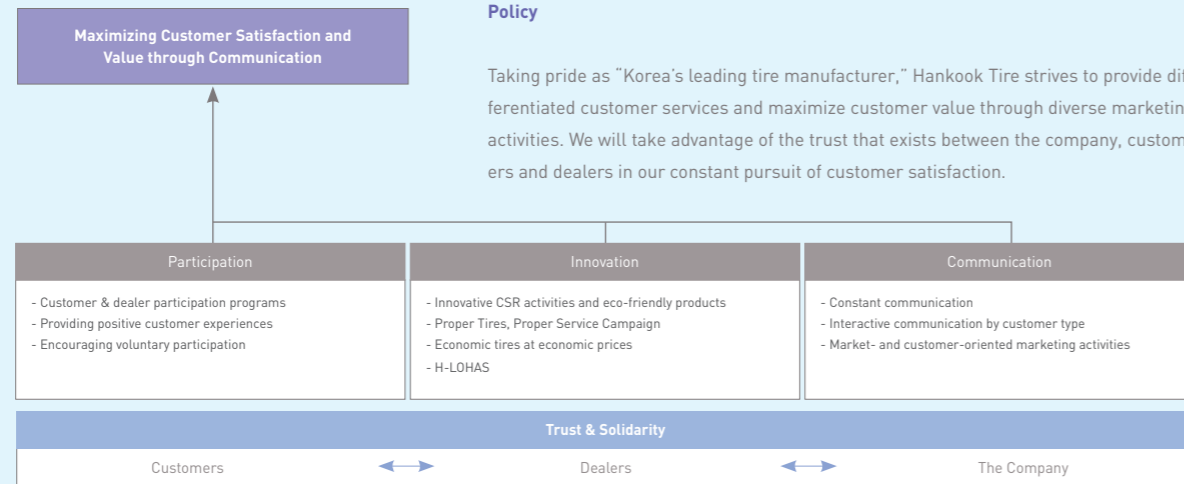 Maximizing Customer Satisfaction and
Value through Communication
Policy
Taking pride as “Korea’s leading tire manufacturer,” Hankook Tire strives to provide dif
ferentiated customer services and maximize customer value through diverse marketin
activities. We will take advantage of the trust that exists between the company, custom
ers and dealers in our constant pursuit of customer satisfaction.
Participation
- Customer & dealer participation programs
- Providing positive customer experiences
- Encouraging voluntary participation
Innovation
- Innovative CSR activities and eco-friendly products
- Proper Tires, Proper Service Campaign
- Economic tires at economic prices
- H-LOHAS
Communication
- Constant communication
- Interactive communication by customer type
- Market- and customer-oriented marketing activities
Trust & Solidarity
Customers
Dealers
The Company